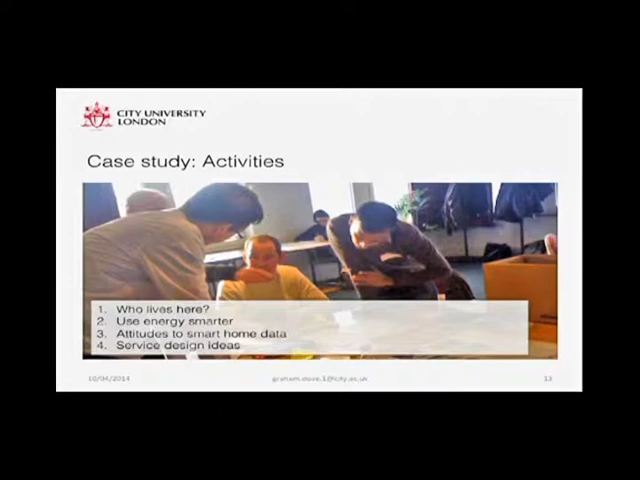 CITY UNIVERSITY
LONDON
Case study: Activities
1. Who lives here?
2. Use energy smarter
3. Attitudes to smart home data
4. Service design ideas
10/04/2014
graham.dove.1@city.ac.uk
13